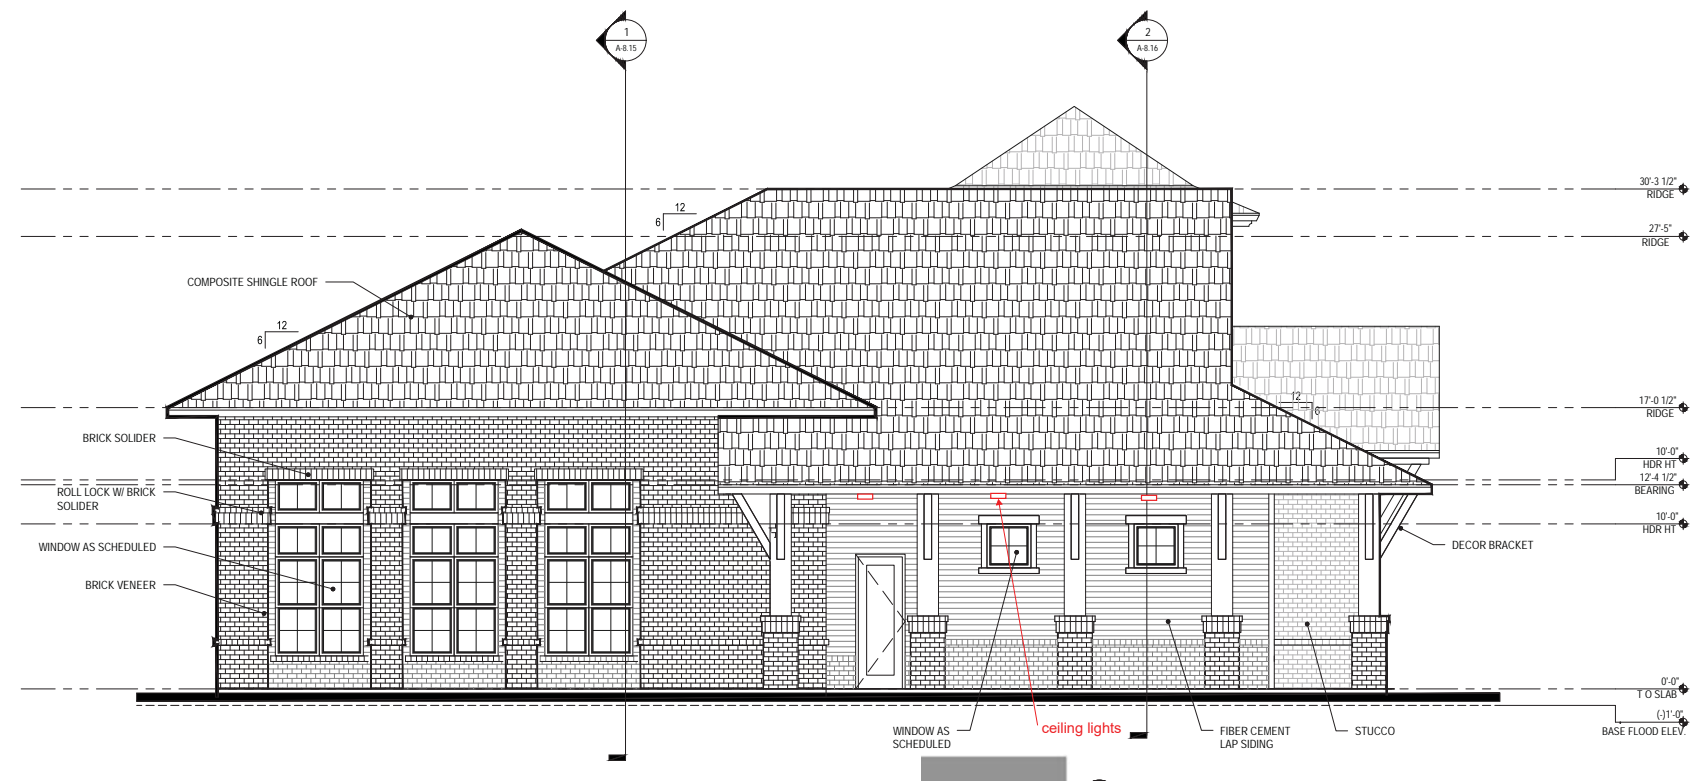 1
A-8.15
2
A-8.16
30'-3 1/2"
RIDGE
12
6
27'-5"
RIDGE
COMPOSITE SHINGLE ROOF
12
6
12
6
17'-0 1/2"
RIDGE
BRICK SOLIDER
10'-0"
HDR HT
12'-4 1/2"
BEARING
ROLL LOCK W/ BRICK
SOLIDER
10'-0"
HDR HT
WINDOW AS SCHEDULED
DECOR BRACKET
BRICK VENEER
0'-0"
T O SLAB
(-)1'-0"
BASE FLOOD ELEV.
WINDOW AS
SCHEDULED
ceiling lights
FIBER CEMENT
LAP SIDING
STUCCO